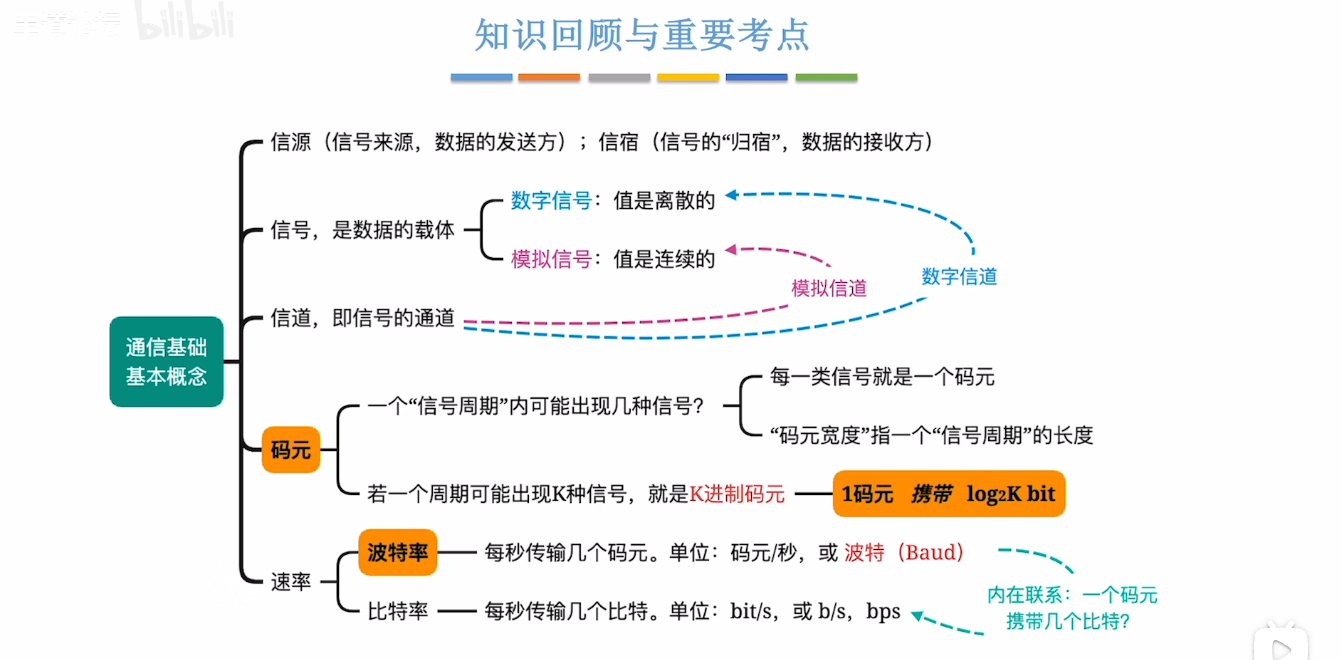 bilibili
知识回顾与重要考点
信源（信号来源，数据的发送方）；信宿（信号的“归宿”，数据的接收方）
信号，是数据的载体
数字信号：值是离散的
模拟信号：值是连续的
模拟信道
数字信道
信道，即信号的通道
通信基础
基本概念
码元
一个“信号周期”内可能出现几种信号？
每一类信号就是一个码元
“码元宽度”指一个“信号周期”的长度
若一个周期可能出现K种信号，就是K进制码元
1码元 携带 log₂K bit
速率
波特率
每秒传输几个码元。单位：码元/秒，或 波特（Baud）
比特率
每秒传输几个比特。单位：bit/s，或 b/s，bps
内在联系：一个码元
携带几个比特？